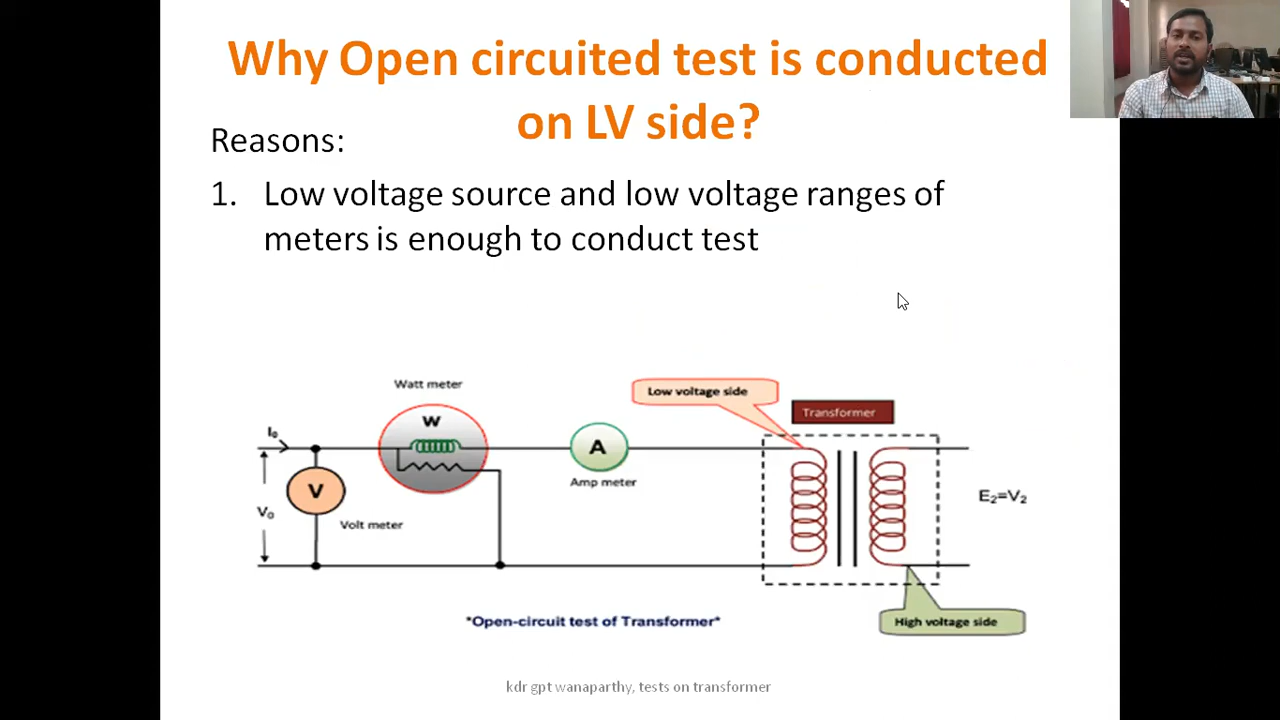 Why Open circuited test is conducted
on LV side?
Reasons:
1. Low voltage source and low voltage ranges of
meters is enough to conduct test
Watt meter
Low voltage side
Transformer
W
I₀
A
V
Amp meter
E₂=V₂
V₀
Volt meter
*Open-circuit test of Transformer*
High voltage side
kdr gpt wanaparthy, tests on transformer